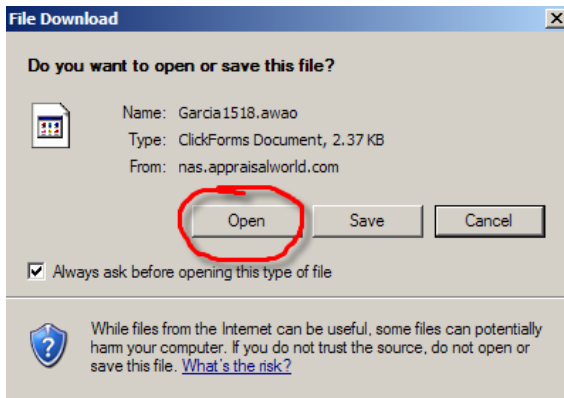 File Download
Do you want to open or save this file?
Name: Garcia1518.awao
Type: ClickForms Document, 2.37 KB
From: nas.appraisalworld.com
Open Save Cancel
Always ask before opening this type of file
While files from the Internet can be useful, some files can potentially
harm your computer. If you do not trust the source, do not open or
save this file. What's the risk?